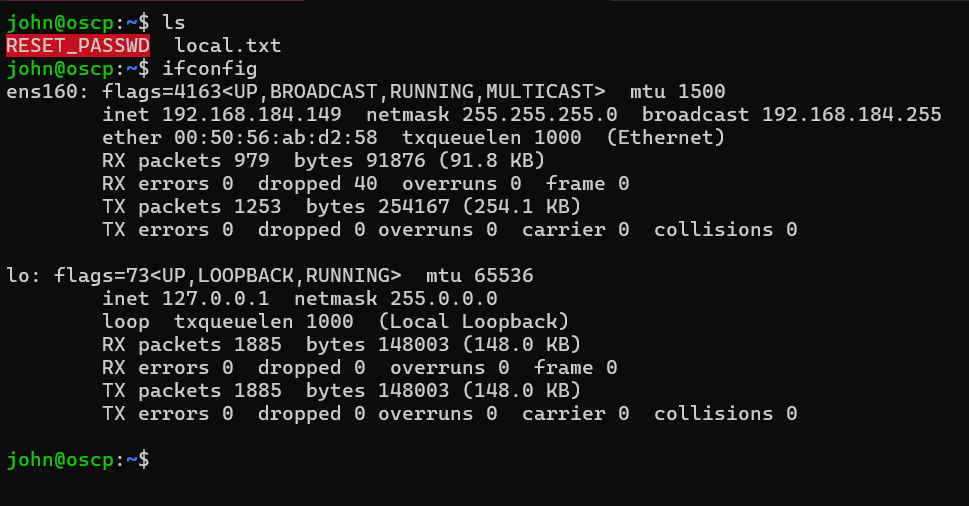 john@oscp:~$ ls
RESET_PASSWD  local.txt
john@oscp:~$ ifconfig
ens160: flags=4163<UP,BROADCAST,RUNNING,MULTICAST>  mtu 1500
        inet 192.168.184.149  netmask 255.255.255.0  broadcast 192.168.184.255
        ether 00:50:56:ab:d2:58  txqueuelen 1000  (Ethernet)
        RX packets 979  bytes 91876 (91.8 KB)
        RX errors 0  dropped 40  overruns 0  frame 0
        TX packets 1253  bytes 254167 (254.1 KB)
        TX errors 0  dropped 0 overruns 0  carrier 0  collisions 0

lo: flags=73<UP,LOOPBACK,RUNNING>  mtu 65536
        inet 127.0.0.1  netmask 255.0.0.0
        loop  txqueuelen 1000  (Local Loopback)
        RX packets 1885  bytes 148003 (148.0 KB)
        RX errors 0  dropped 0  overruns 0  frame 0
        TX packets 1885  bytes 148003 (148.0 KB)
        TX errors 0  dropped 0 overruns 0  carrier 0  collisions 0

john@oscp:~$